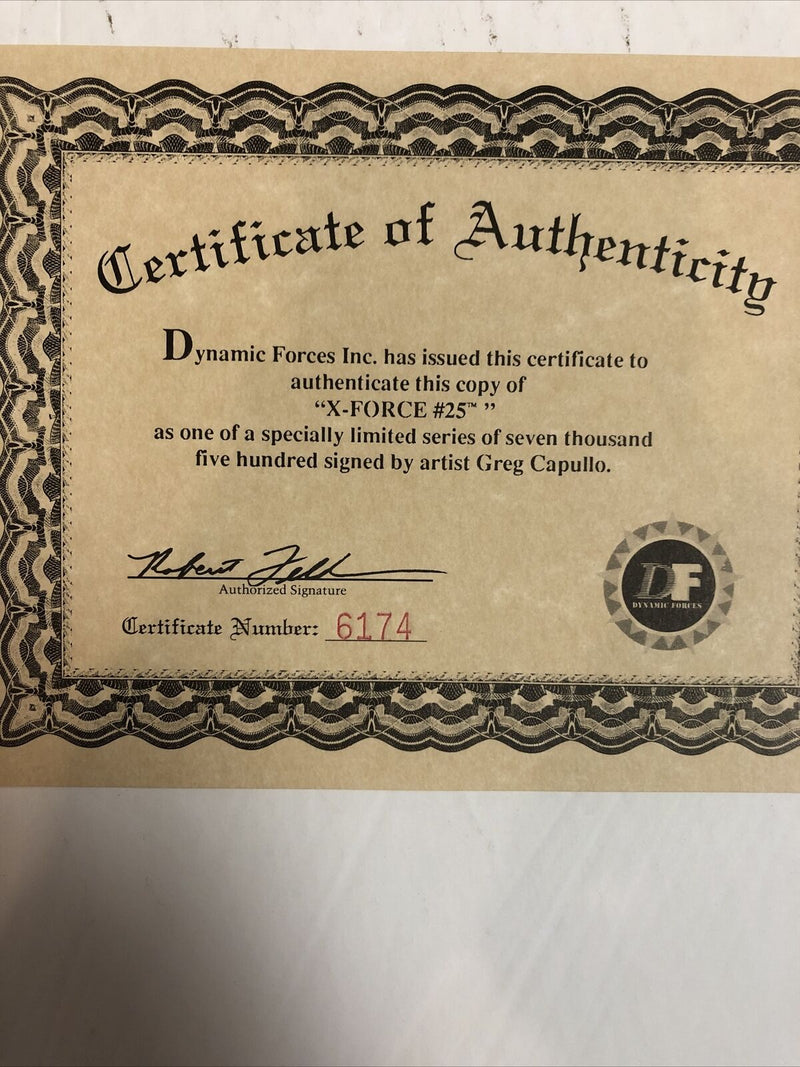 Certificate of Authenticity
Dynamic Forces Inc. has issued this certificate to
authenticate this copy of
“X-FORCE #25™ ”
as one of a specially limited series of seven thousand
five hundred signed by artist Greg Capullo.
Robert Feld
Authorized Signature
Certificate Number: 6174
DF
DYNAMIC FORCES